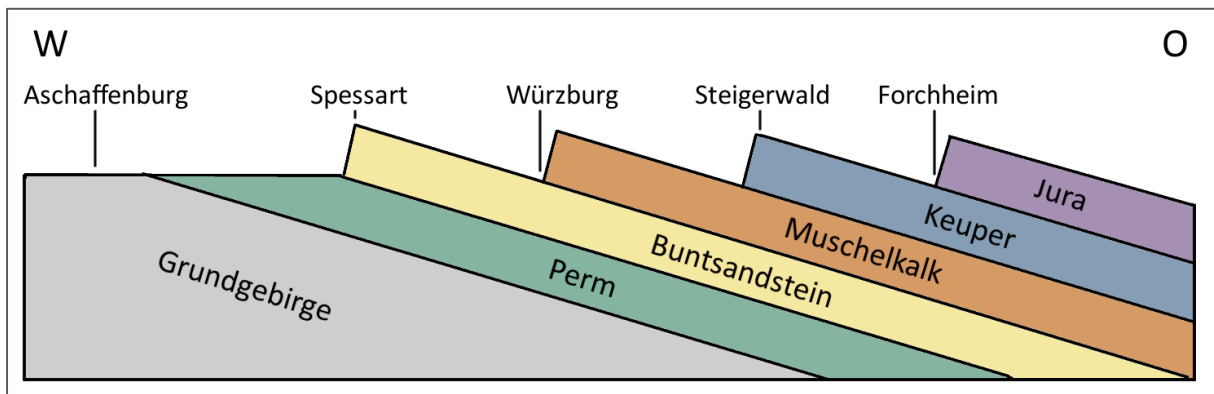 W
O
Aschaffenburg
Spessart
Würzburg
Steigerwald
Forchheim
Jura
Keuper
Muschelkalk
Buntsandstein
Perm
Grundgebirge